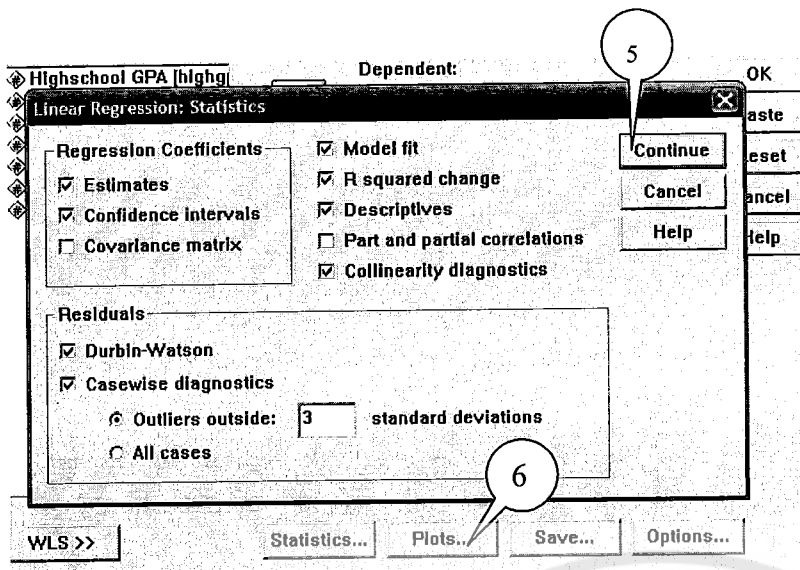 5
Highschool GPA [highg
Dependent:
OK
Linear Regression: Statistics
aste
Regression Coefficients
Model fit
Continue
eset
Estimates
R squared change
Confidence intervals
Descriptives
Cancel
ancel
Covariance matrix
Part and partial correlations
Help
Help
Collinearity diagnostics
Residuals
Durbin-Watson
Casewise diagnostics
Outliers outside: 3 standard deviations
All cases
6
WLS >>
Statistics...
Plots...
Save...
Options...